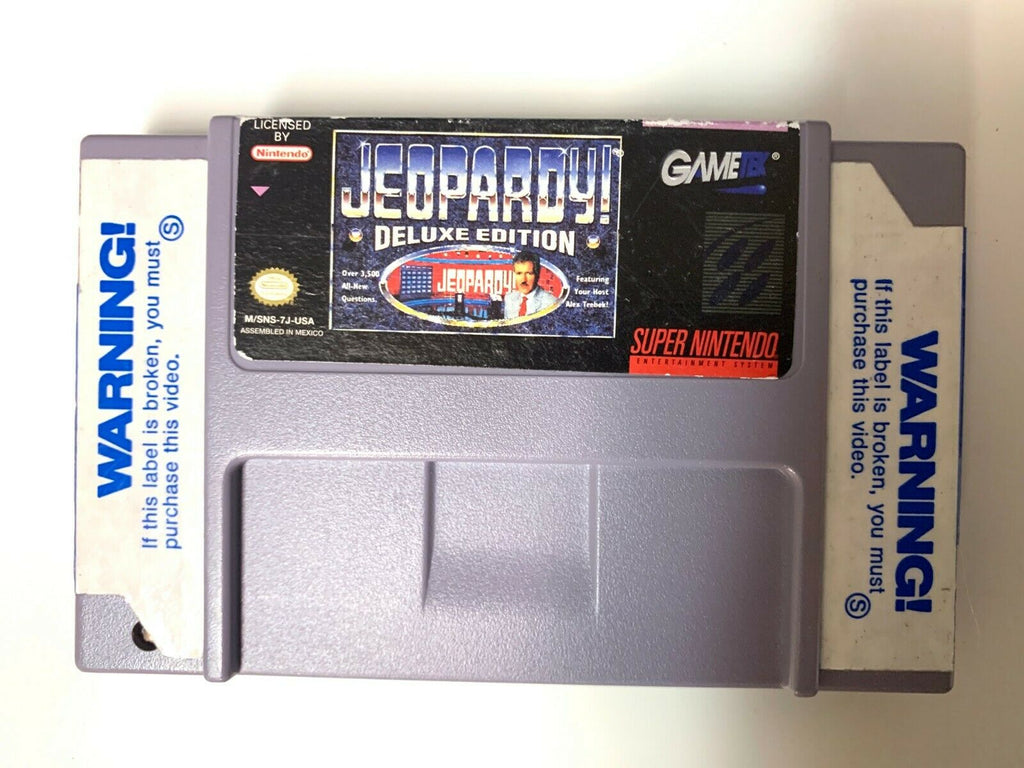 LICENSED
BY
Nintendo
JEOPARDY!
DELUXE EDITION
Over 3,500
All-New
Questions.
JEOPARDY!
Featuring
Your Host
Alex Trebek!
M/SNS-7J-USA
ASSEMBLED IN MEXICO
GAMETEK®
SUPER NINTENDO
ENTERTAINMENT SYSTEM
WARNING!
If this label is broken, you must
purchase this video.
S
WARNING!
If this label is broken, you must
purchase this video.
S